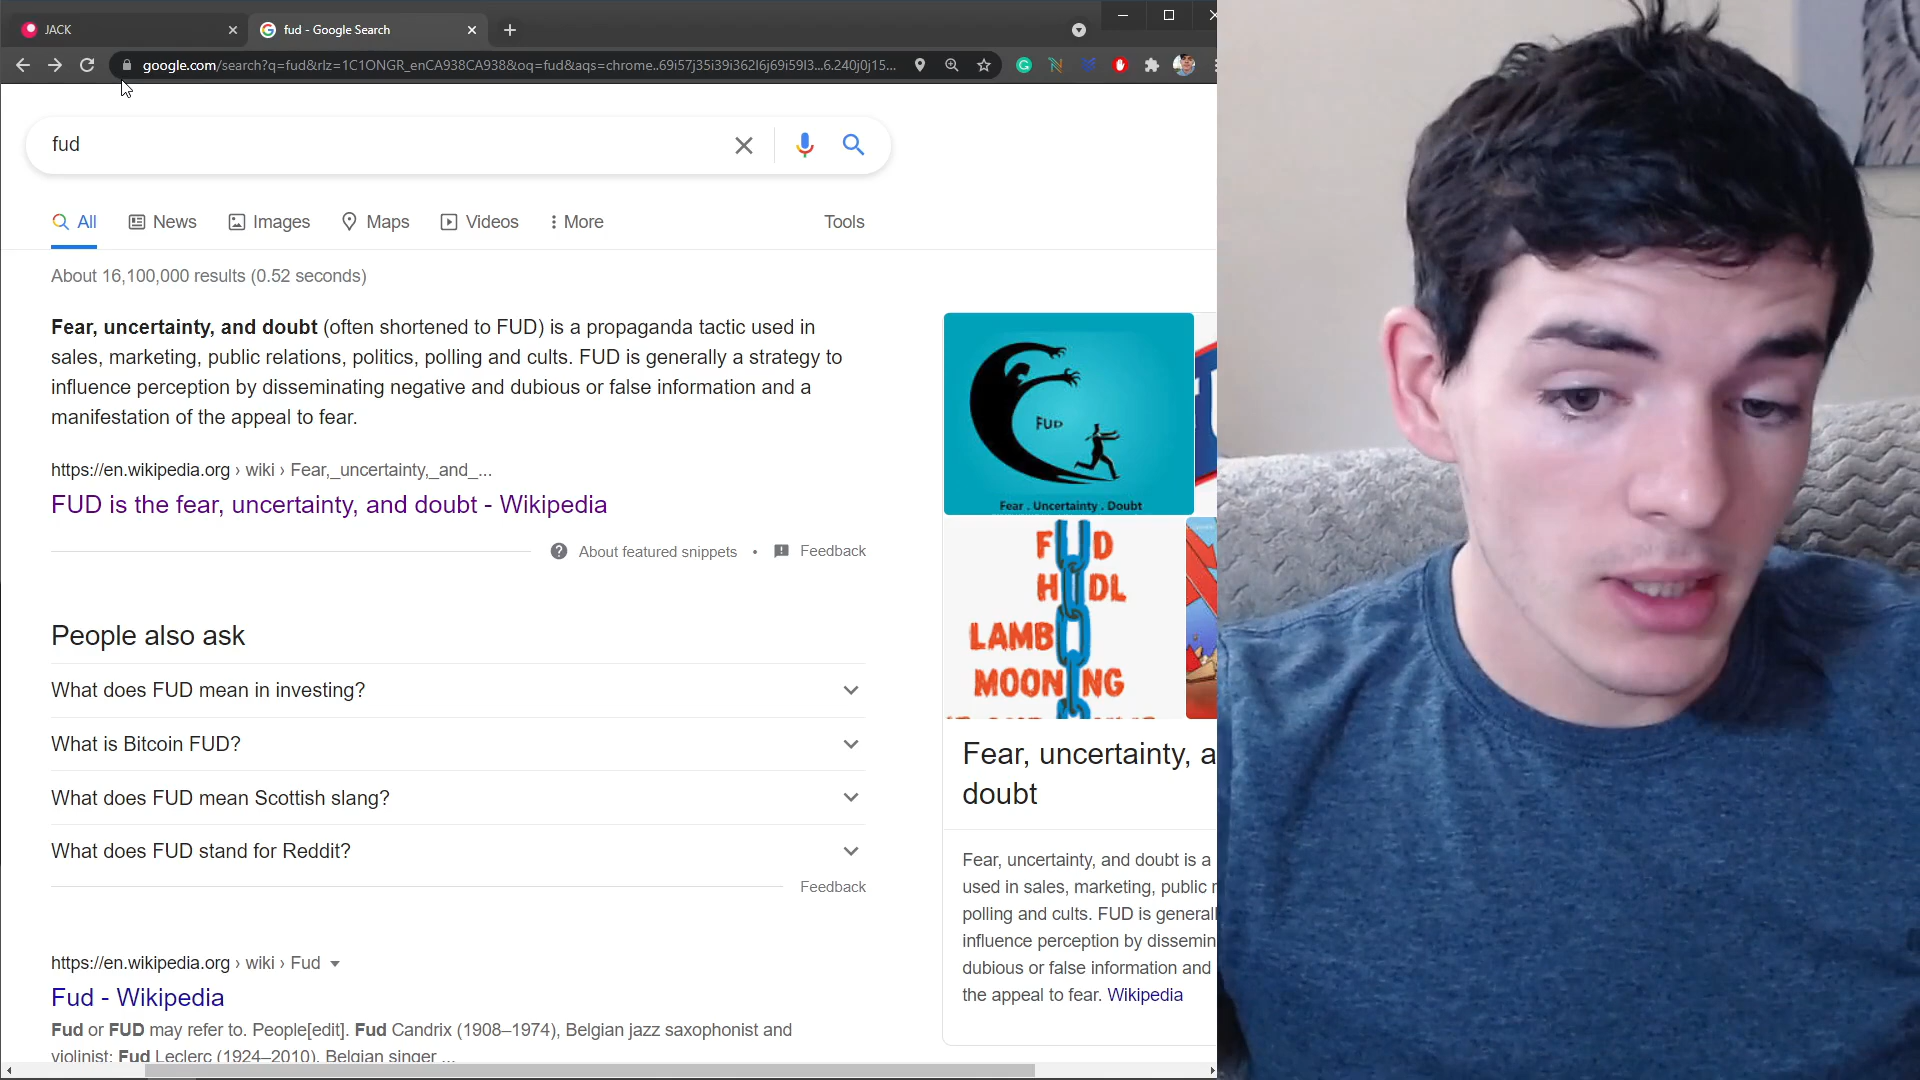 JACK
fud - Google Search
google.com/search?q=fud&rlz=1C1ONGR_enCA938CA938&oq=fud&aqs=chrome..69i57j35i39i362l6j69i59l3...6.240j0j15...
fud
All News Images Maps Videos More Tools
About 16,100,000 results (0.52 seconds)
Fear, uncertainty, and doubt (often shortened to FUD) is a propaganda tactic used in
sales, marketing, public relations, politics, polling and cults. FUD is generally a strategy to
influence perception by disseminating negative and dubious or false information and a
manifestation of the appeal to fear.
https://en.wikipedia.org › wiki › Fear,_uncertainty,_and_...
FUD is the fear, uncertainty, and doubt - Wikipedia
About featured snippets • Feedback
People also ask
What does FUD mean in investing?
What is Bitcoin FUD?
What does FUD mean Scottish slang?
What does FUD stand for Reddit?
Feedback
https://en.wikipedia.org › wiki › Fud
Fud - Wikipedia
Fud or FUD may refer to. People[edit]. Fud Candrix (1908–1974), Belgian jazz saxophonist and
violinist; Fud Leclerc (1924–2010), Belgian singer ...
FUD
Fear . Uncertainty . Doubt
FUD
HODL
LAMBO
MOONING
Fear, uncertainty, a
doubt
Fear, uncertainty, and doubt is a
used in sales, marketing, public r
polling and cults. FUD is general
influence perception by dissemin
dubious or false information and
the appeal to fear. Wikipedia